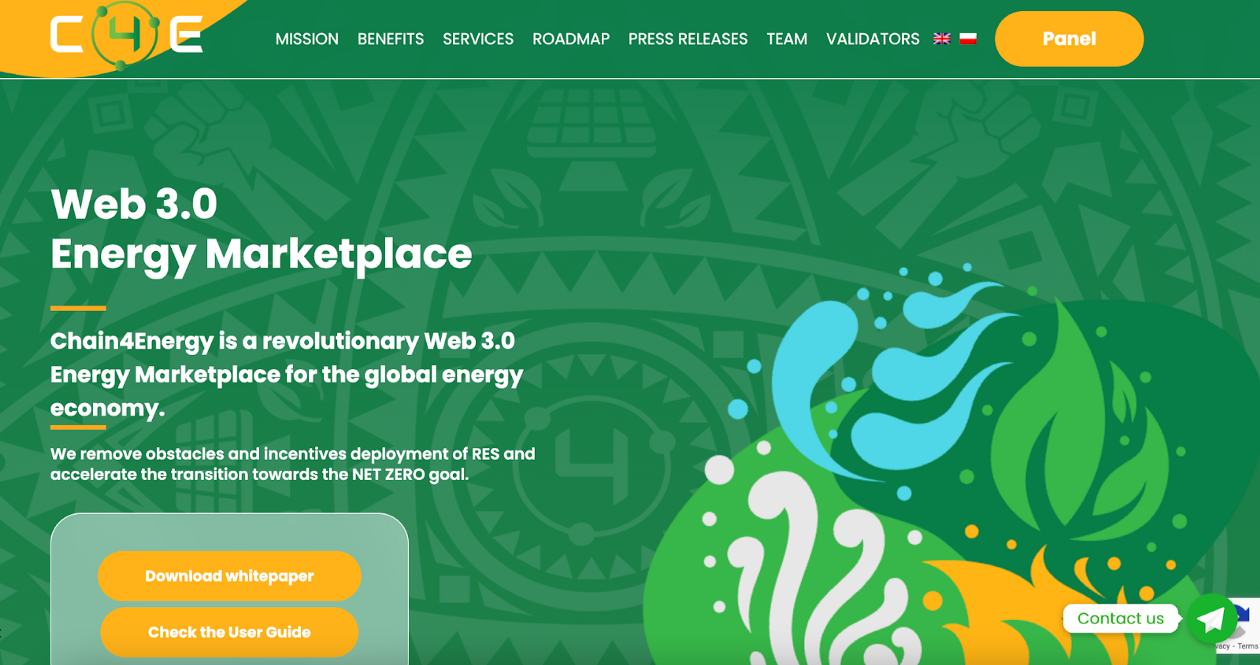 C4E
MISSION BENEFITS SERVICES ROADMAP PRESS RELEASES TEAM VALIDATORS Panel
Web 3.0
Energy Marketplace
Chain4Energy is a revolutionary Web 3.0
Energy Marketplace for the global energy
economy.
We remove obstacles and incentives deployment of RES and
accelerate the transition towards the NET ZERO goal.
4
Download whitepaper
Check the User Guide
Contact us
- Terms